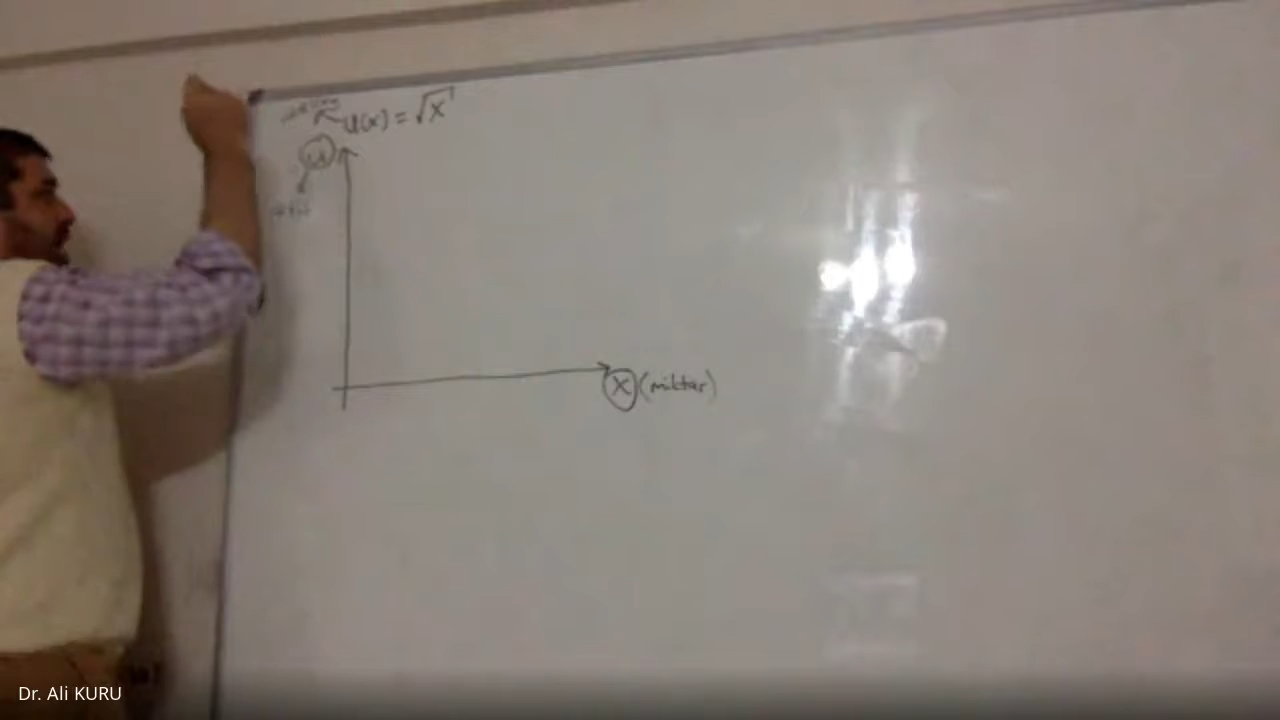 u(x) = √x
u
x (miktar)
Dr. Ali KURU